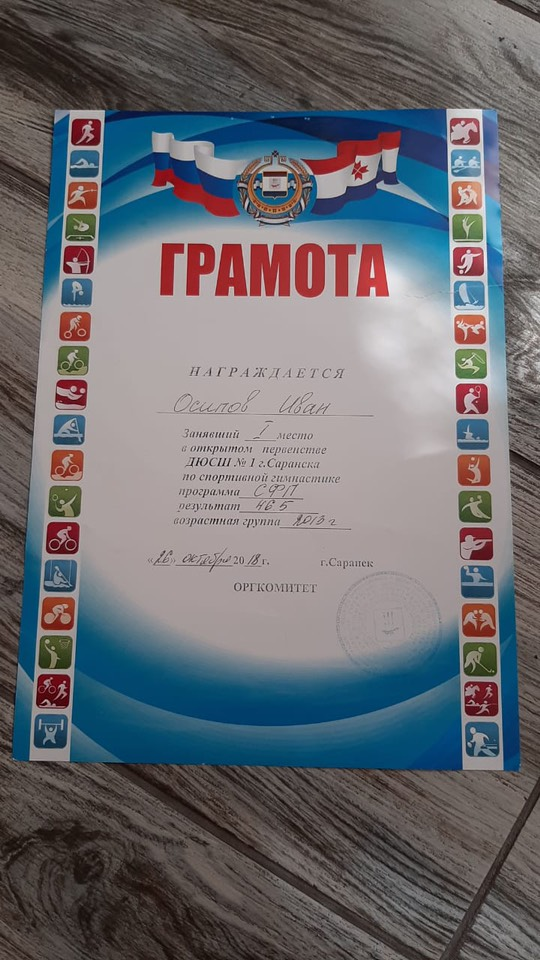 ГРАМОТА
НАГРАЖДАЕТСЯ
Осипов Иван
Занявший I место
в открытом первенстве
ДЮСШ № 1 г.Саранска
по спортивной гимнастике
программа СФП
результат 46 5
возрастная группа 2013 г
«26» октября 2018 г. г.Саранск
ОРГКОМИТЕТ